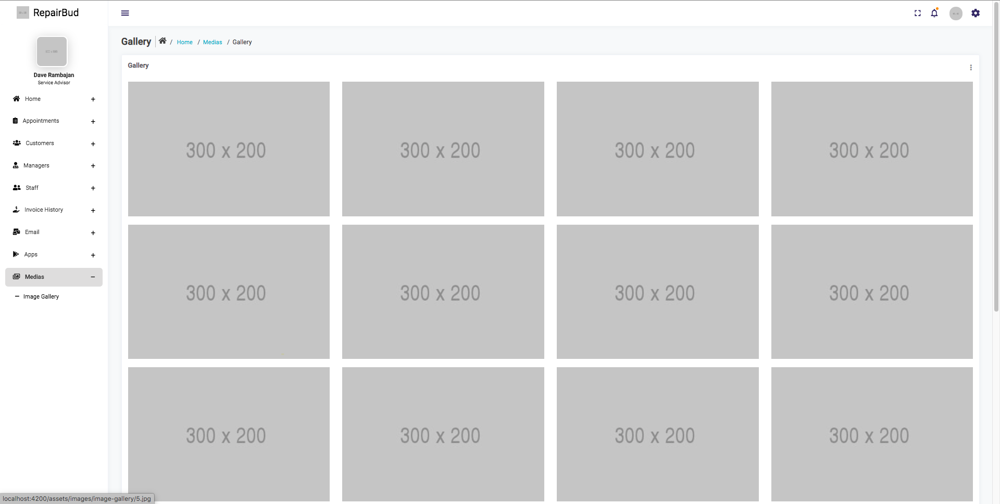 RepairBud
Gallery / Home / Medias / Gallery
Dave Rambajan
Service Advisor
Home +
Appointments +
Customers +
Managers +
Staff +
Invoice History +
Email +
Apps +
Medias −
− Image Gallery
Gallery
300 x 200
300 x 200
300 x 200
300 x 200
300 x 200
300 x 200
300 x 200
300 x 200
300 x 200
300 x 200
300 x 200
300 x 200
localhost:4200/assets/images/image-gallery/5.jpg